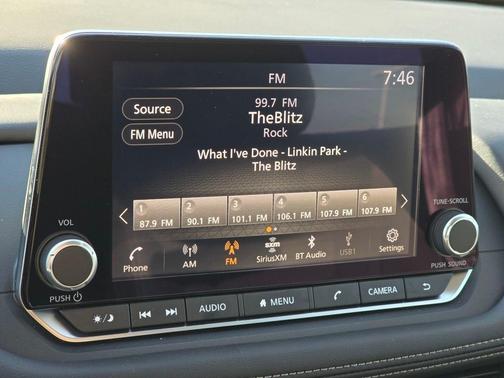 FM 7:46
Source
99.7 FM
TheBlitz
FM Menu
Rock
What I've Done - Linkin Park -
The Blitz
1 2 3 4 5 6
87.9 FM 90.1 FM 101.1 FM 106.1 FM 107.9 FM 107.9 FM
VOL
TUNE·SCROLL
Phone AM FM SiriusXM BT Audio USB1 Settings
sxm
PUSH
PUSH SOUND
AUDIO MENU CAMERA